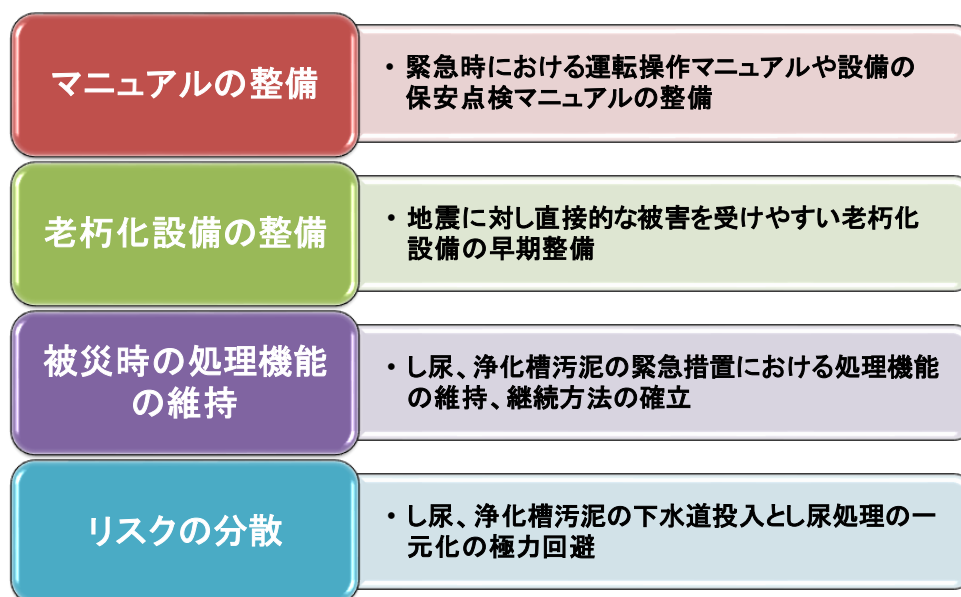 マニュアルの整備
・緊急時における運転操作マニュアルや設備の
保安点検マニュアルの整備
老朽化設備の整備
・地震に対し直接的な被害を受けやすい老朽化
設備の早期整備
被災時の処理機能
の維持
・し尿、浄化槽汚泥の緊急措置における処理機能
の維持、継続方法の確立
リスクの分散
・し尿、浄化槽汚泥の下水道投入とし尿処理の一
元化の極力回避